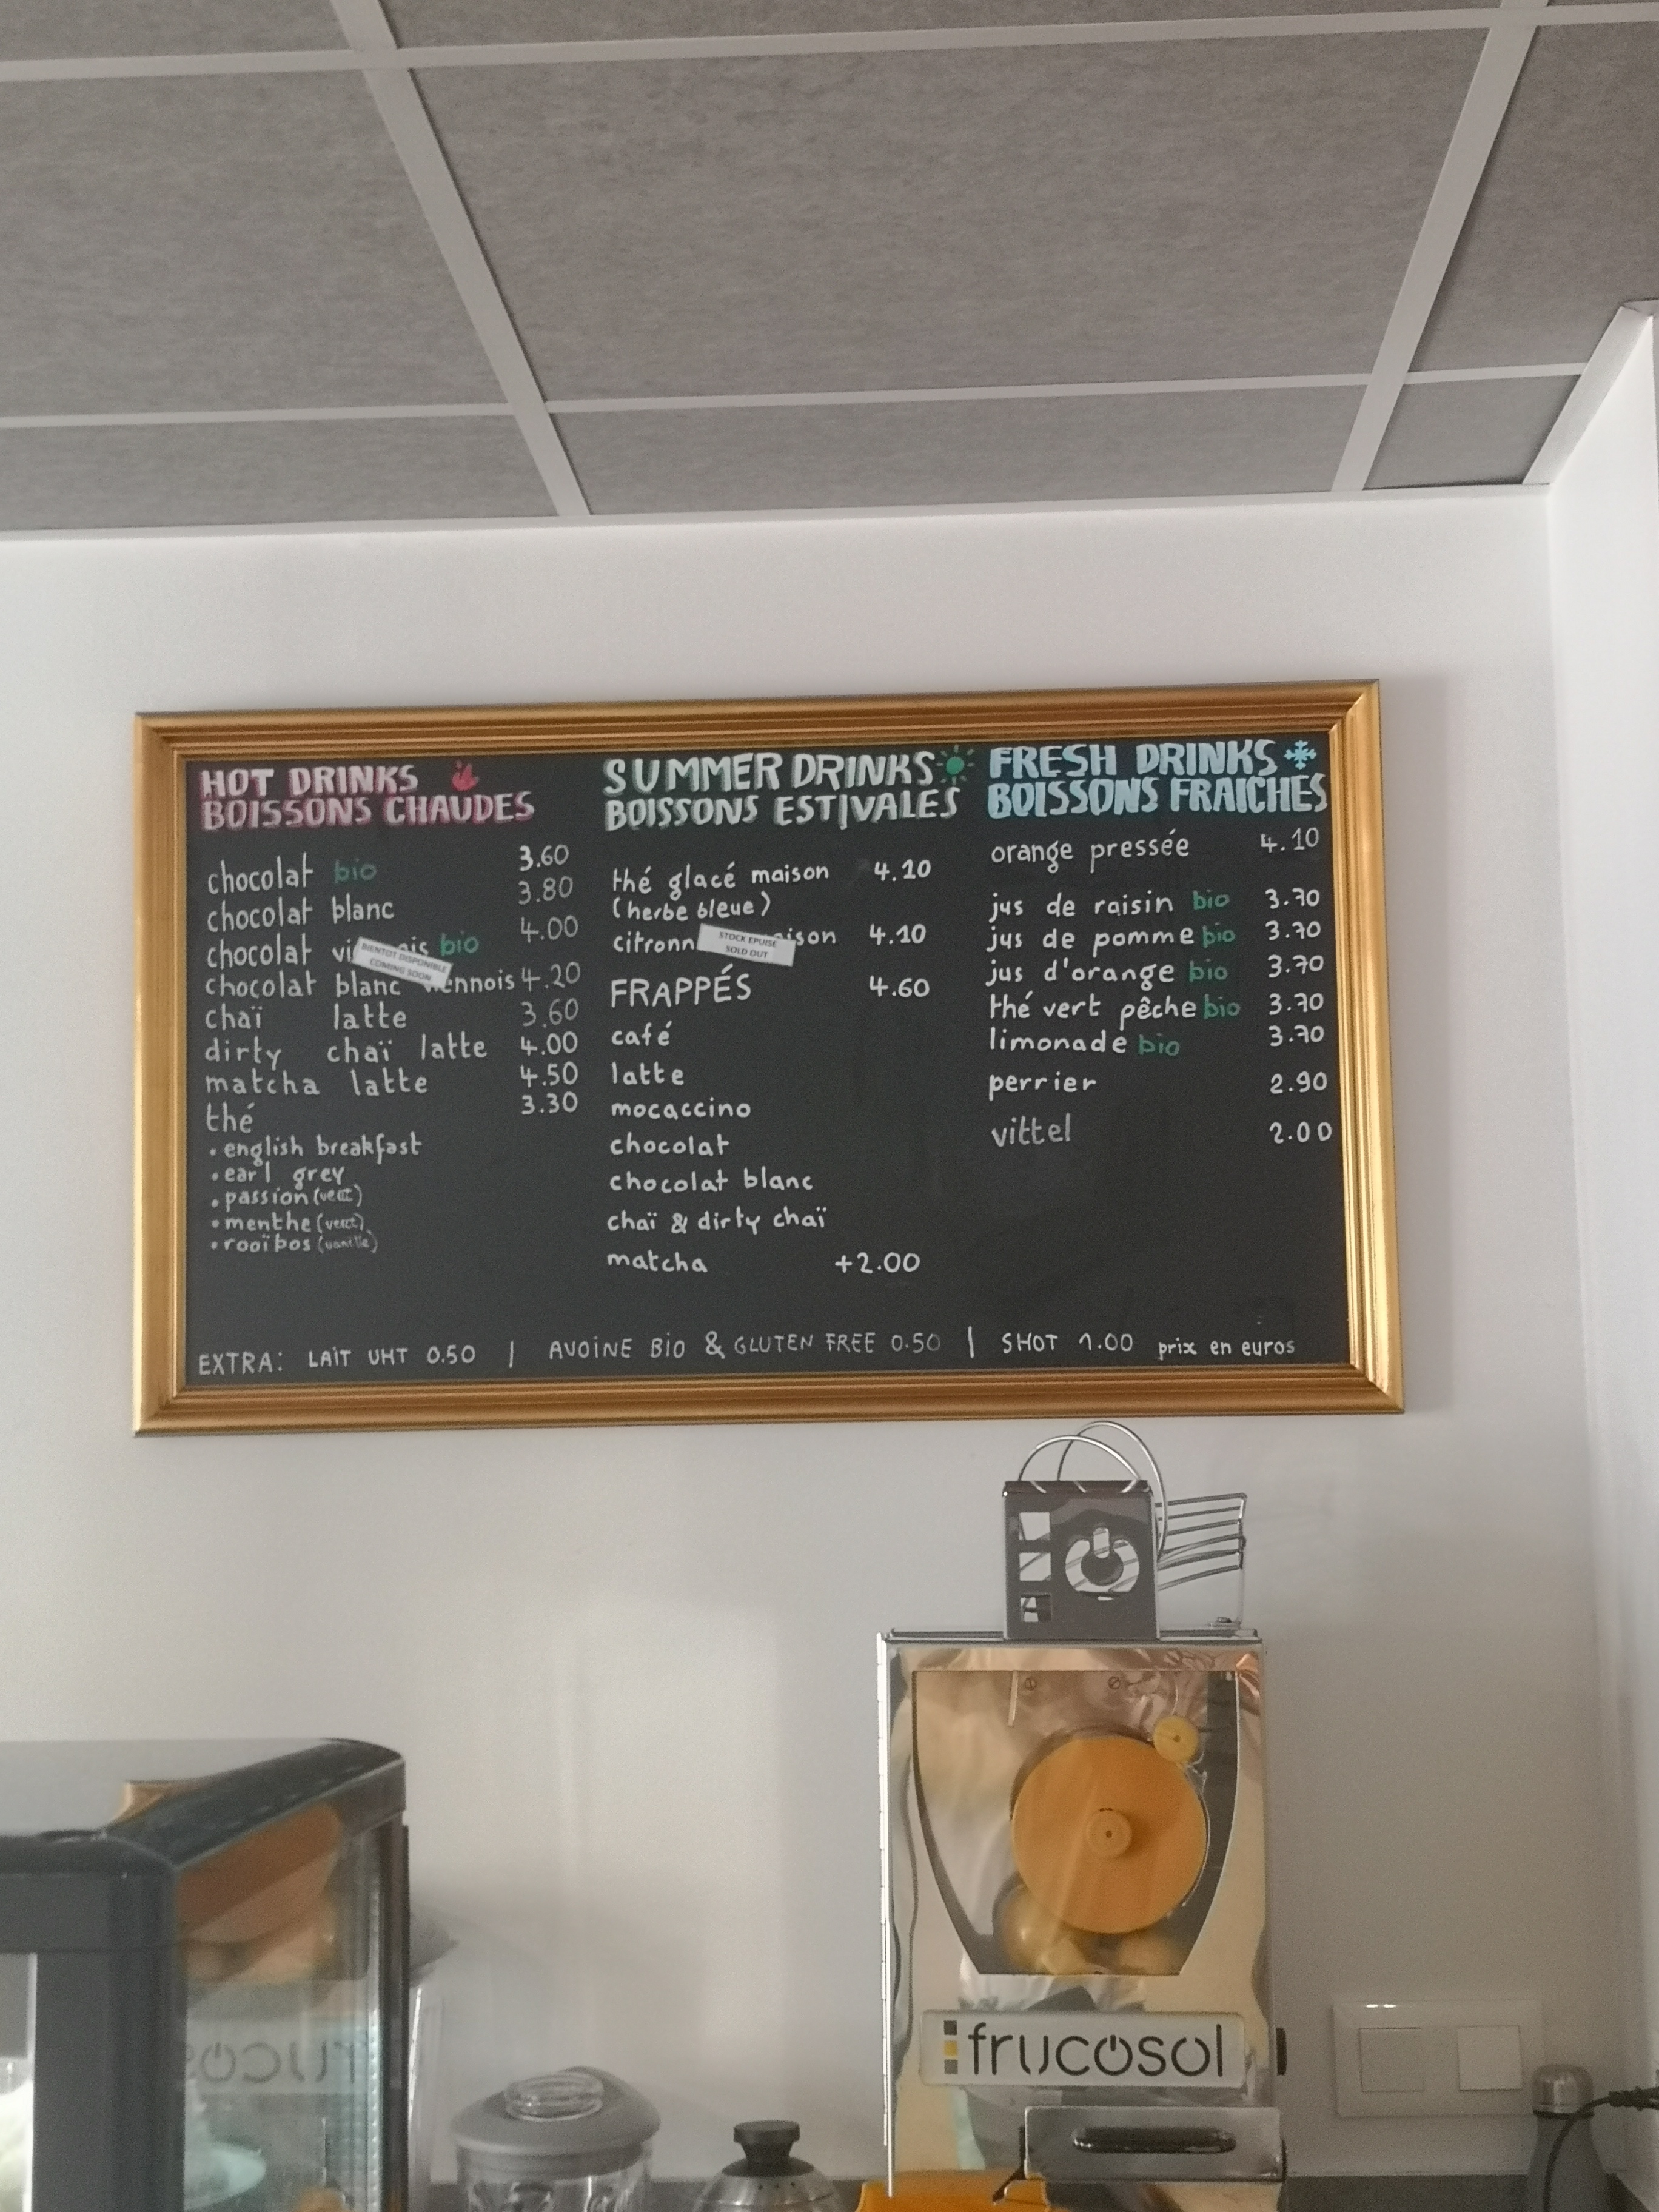 HOT DRINKS
BOISSONS CHAUDES
chocolat bio 3.60
chocolat blanc 3.80
chocolat bio 4.00
BIENTOT DISPONIBLE
COMING SOON
chocolat blanc viennois 4.20
chaï latte 3.60
dirty chaï latte 4.00
matcha latte 4.50
thé 3.30
• english breakfast
• earl grey
• passion (vert)
• menthe (vert)
• rooïbos (vanille)
SUMMER DRINKS
BOISSONS ESTIVALES
thé glacé maison 4.10
(herbe bleue)
4.10
STOCK EPUISE
SOLD OUT
FRAPPÉS 4.60
café
latte
mocaccino
chocolat
chocolat blanc
chaï & dirty chaï
matcha +2.00
FRESH DRINKS
BOISSONS FRAICHES
orange pressée 4.10
jus de raisin bio 3.70
jus de pomme bio 3.70
jus d'orange bio 3.70
thé vert pêche bio 3.70
limonade bio 3.70
perrier 2.90
vittel 2.00
EXTRA: LAIT UHT 0.50 | AVOINE BIO & GLUTEN FREE 0.50 | SHOT 1.00 prix en euros
frucosol